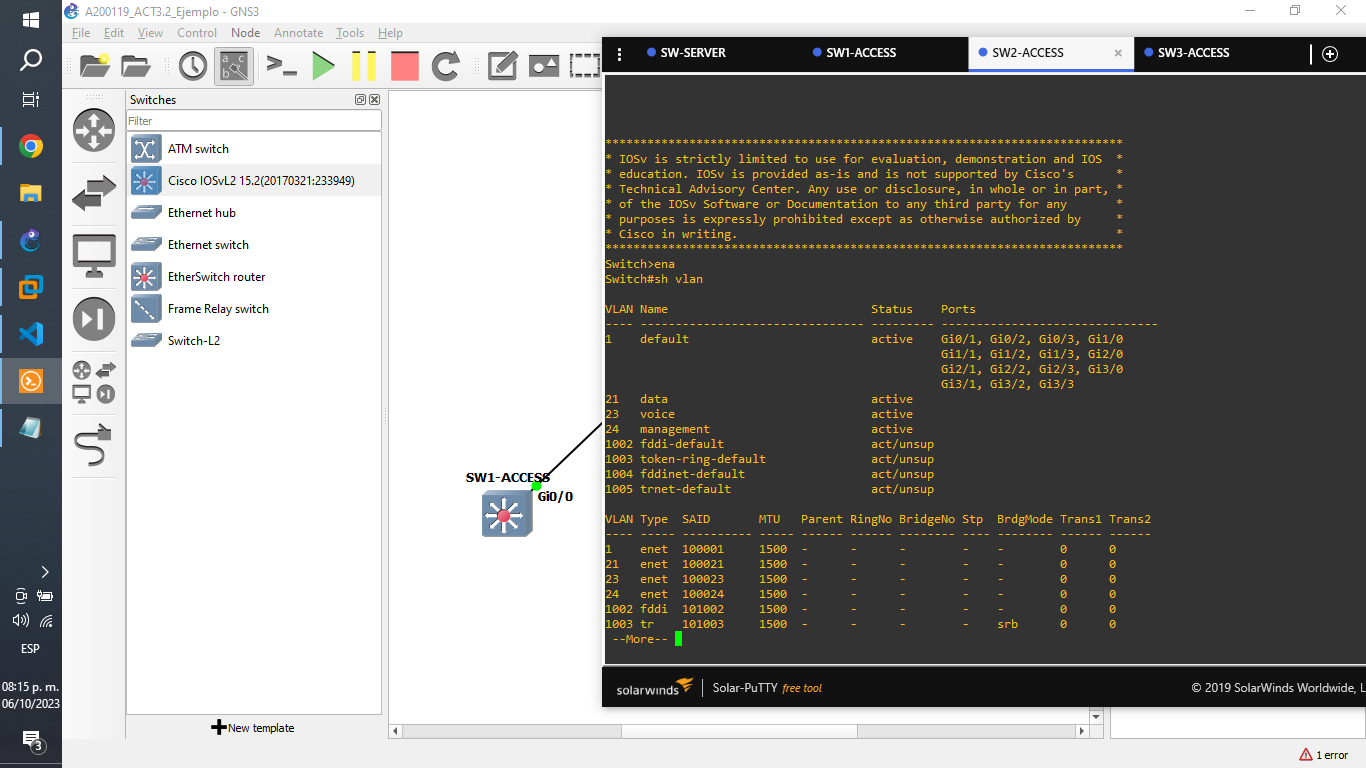 A200119_ACT3.2_Ejemplo - GNS3
File Edit View Control Node Annotate Tools Help
SW-SERVER SW1-ACCESS SW2-ACCESS × SW3-ACCESS
Switches
Filter
ATM switch
Cisco IOSvL2 15.2(20170321:233949)
Ethernet hub
Ethernet switch
EtherSwitch router
Frame Relay switch
Switch-L2
New template
SW1-ACCESS
Gi0/0
**************************************************************************
* IOSv is strictly limited to use for evaluation, demonstration and IOS  *
* education. IOSv is provided as-is and is not supported by Cisco's      *
* Technical Advisory Center. Any use or disclosure, in whole or in part, *
* of the IOSv Software or Documentation to any third party for any       *
* purposes is expressly prohibited except as otherwise authorized by     *
* Cisco in writing.                                                      *
**************************************************************************
Switch>ena
Switch#sh vlan
VLAN Name                             Status    Ports
---- -------------------------------- --------- -------------------------------
1    default                          active    Gi0/1, Gi0/2, Gi0/3, Gi1/0
                                                Gi1/1, Gi1/2, Gi1/3, Gi2/0
                                                Gi2/1, Gi2/2, Gi2/3, Gi3/0
                                                Gi3/1, Gi3/2, Gi3/3
21   data                             active
23   voice                            active
24   management                       active
1002 fddi-default                     act/unsup
1003 token-ring-default               act/unsup
1004 fddinet-default                  act/unsup
1005 trnet-default                    act/unsup
VLAN Type  SAID       MTU   Parent RingNo BridgeNo Stp  BrdgMode Trans1 Trans2
---- ----- ---------- ----- ------ ------ -------- ---- -------- ------ ------
1    enet  100001     1500  -      -      -        -    -        0      0
21   enet  100021     1500  -      -      -        -    -        0      0
23   enet  100023     1500  -      -      -        -    -        0      0
24   enet  100024     1500  -      -      -        -    -        0      0
1002 fddi  101002     1500  -      -      -        -    -        0      0
1003 tr    101003     1500  -      -      -        -    srb      0      0
 --More--
solarwinds Solar-PuTTY free tool © 2019 SolarWinds Worldwide, L
1 error
ESP
08:15 p. m.
06/10/2023
3